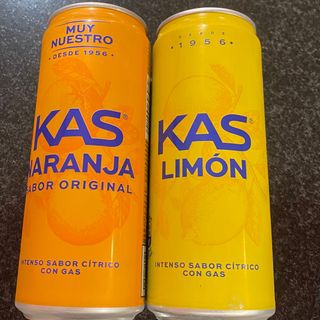 MUY
NUESTRO
DESDE 1956
KAS
NARANJA
SABOR ORIGINAL
INTENSO SABOR CÍTRICO
CON GAS
DESDE
1956
KAS
LIMÓN
INTENSO SABOR CÍTRICO
CON GAS